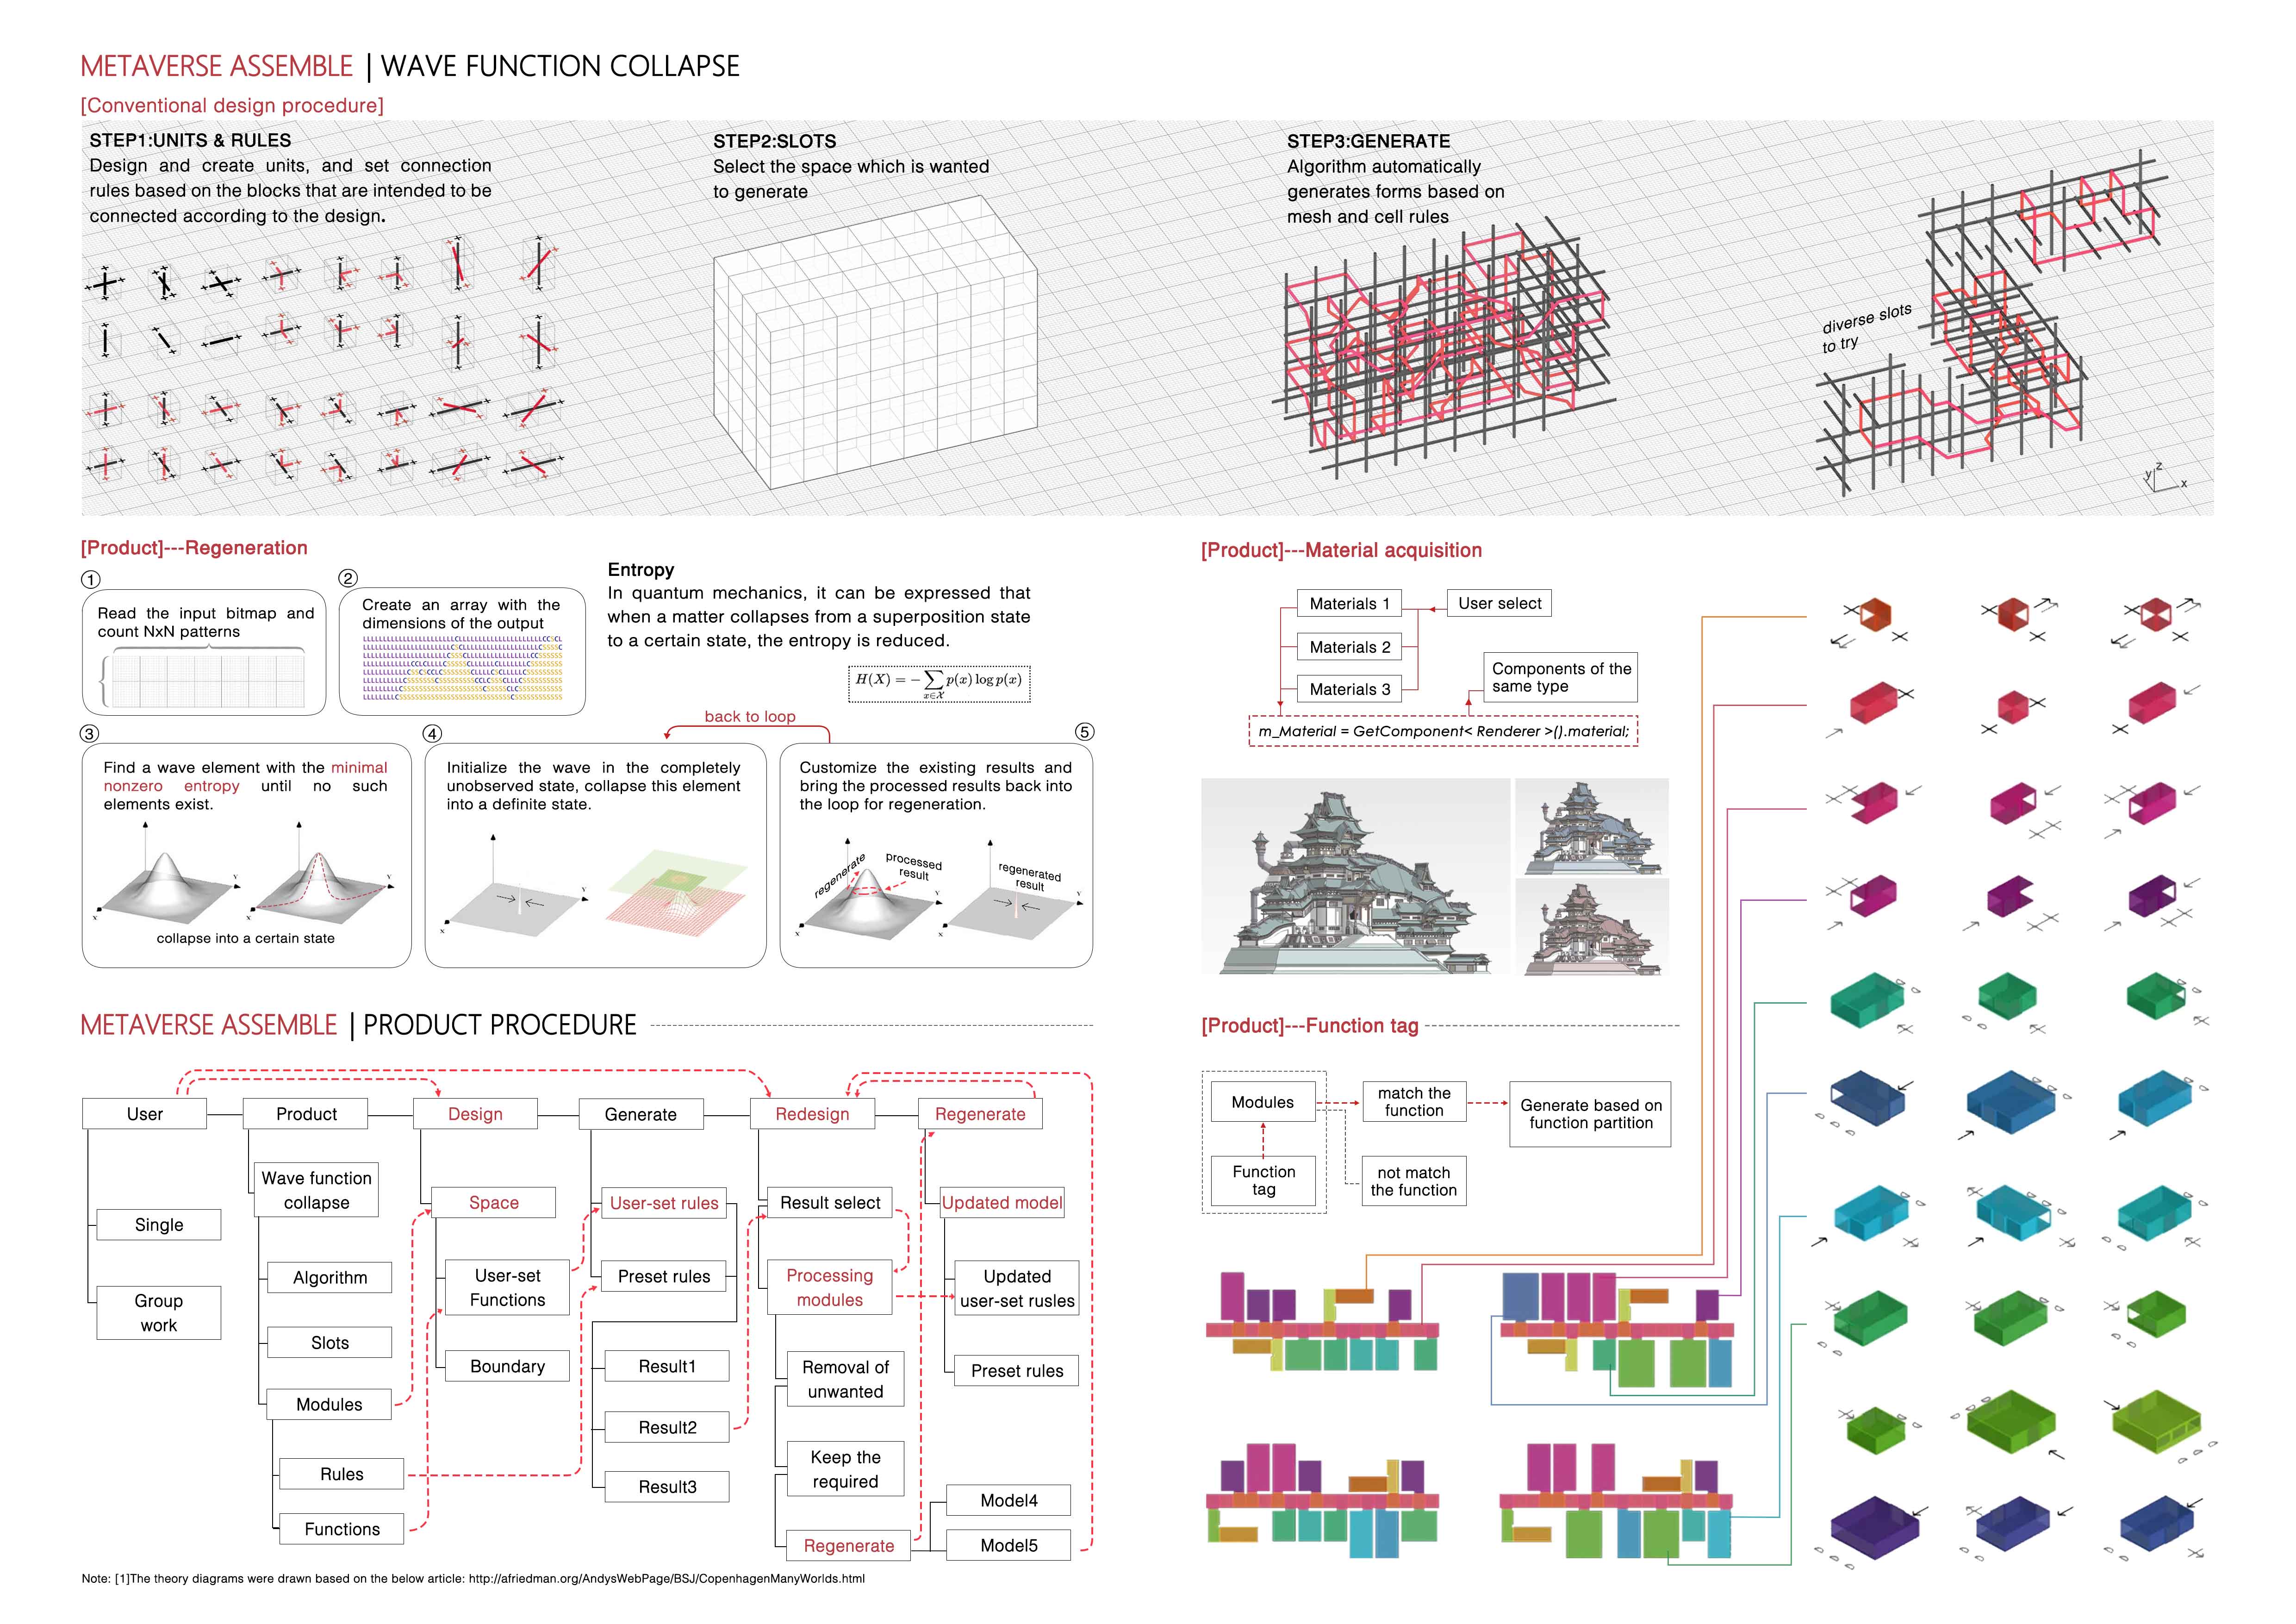 METAVERSE ASSEMBLE | WAVE FUNCTION COLLAPSE
[Conventional design procedure]
STEP1:UNITS & RULES
Design and create units, and set connection
rules based on the blocks that are intended to be
connected according to the design.
STEP2:SLOTS
Select the space which is wanted
to generate
STEP3:GENERATE
Algorithm automatically
generates forms based on
mesh and cell rules
diverse slots
to try
z
y
x
[Product]---Regeneration
1
Read the input bitmap and
count NxN patterns
2
Create an array with the
dimensions of the output
Entropy
In quantum mechanics, it can be expressed that
when a matter collapses from a superposition state
to a certain state, the entropy is reduced.
H(X) = − ∑ p(x) log p(x)
x∈𝒳
back to loop
3
Find a wave element with the minimal
nonzero entropy until no such
elements exist.
Y
X
Y
X
collapse into a certain state
4
Initialize the wave in the completely
unobserved state, collapse this element
into a definite state.
Y
X
5
Customize the existing results and
bring the processed results back into
the loop for regeneration.
regenerate
processed
result
Y
X
regenerated
result
Y
X
[Product]---Material acquisition
Materials 1
User select
Materials 2
Materials 3
Components of the
same type
m_Material = GetComponent< Renderer >().material;
METAVERSE ASSEMBLE | PRODUCT PROCEDURE
User
Product
Design
Generate
Redesign
Regenerate
Single
Group
work
Wave function
collapse
Algorithm
Slots
Modules
Rules
Functions
Space
User-set
Functions
Boundary
User-set rules
Preset rules
Result1
Result2
Result3
Result select
Processing
modules
Removal of
unwanted
Keep the
required
Regenerate
Updated model
Updated
user-set rusles
Preset rules
Model4
Model5
[Product]---Function tag
Modules
match the
function
Generate based on
function partition
Function
tag
not match
the function
Note: [1]The theory diagrams were drawn based on the below article: http://afriedman.org/AndysWebPage/BSJ/CopenhagenManyWorlds.html